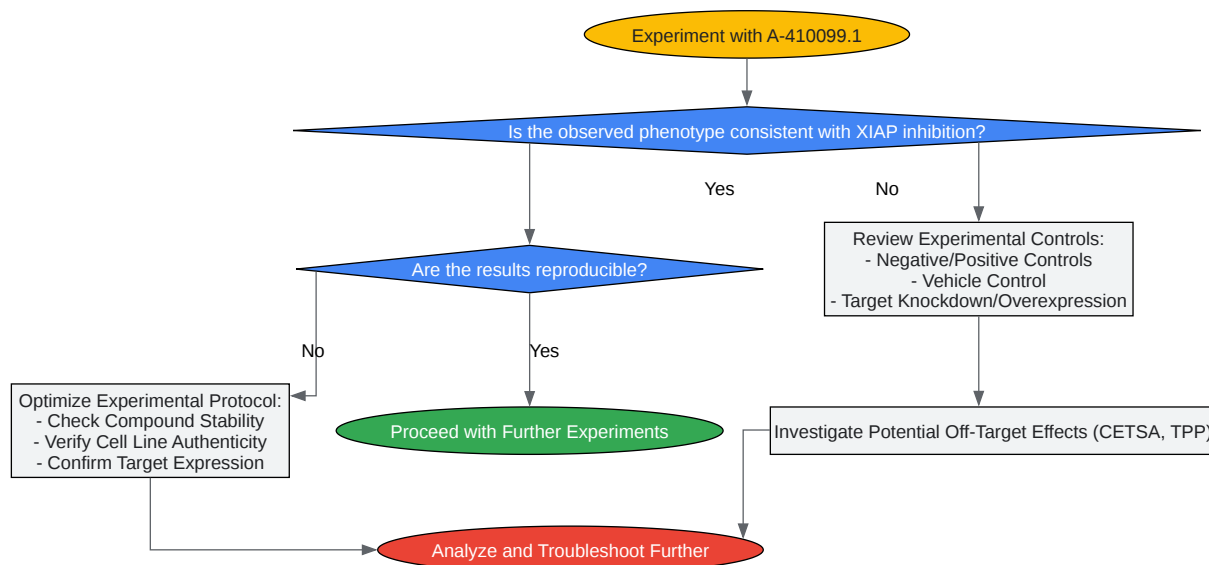 Experiment with A-410099.1
Is the observed phenotype consistent with XIAP inhibition?
Yes
No
Review Experimental Controls:
- Negative/Positive Controls
- Vehicle Control
- Target Knockdown/Overexpression
Are the results reproducible?
No
Yes
Optimize Experimental Protocol:
- Check Compound Stability
- Verify Cell Line Authenticity
- Confirm Target Expression
Proceed with Further Experiments
Investigate Potential Off-Target Effects (CETSA, TPP)
Analyze and Troubleshoot Further